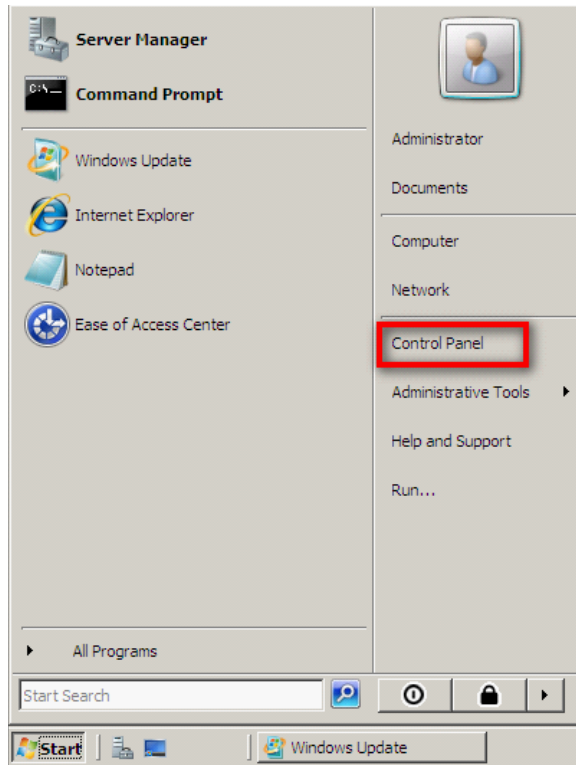 Server Manager
C:\_
Command Prompt
Windows Update
Internet Explorer
Notepad
Ease of Access Center
All Programs
Start Search
Administrator
Documents
Computer
Network
Control Panel
Administrative Tools
Help and Support
Run...
Start
Windows Update